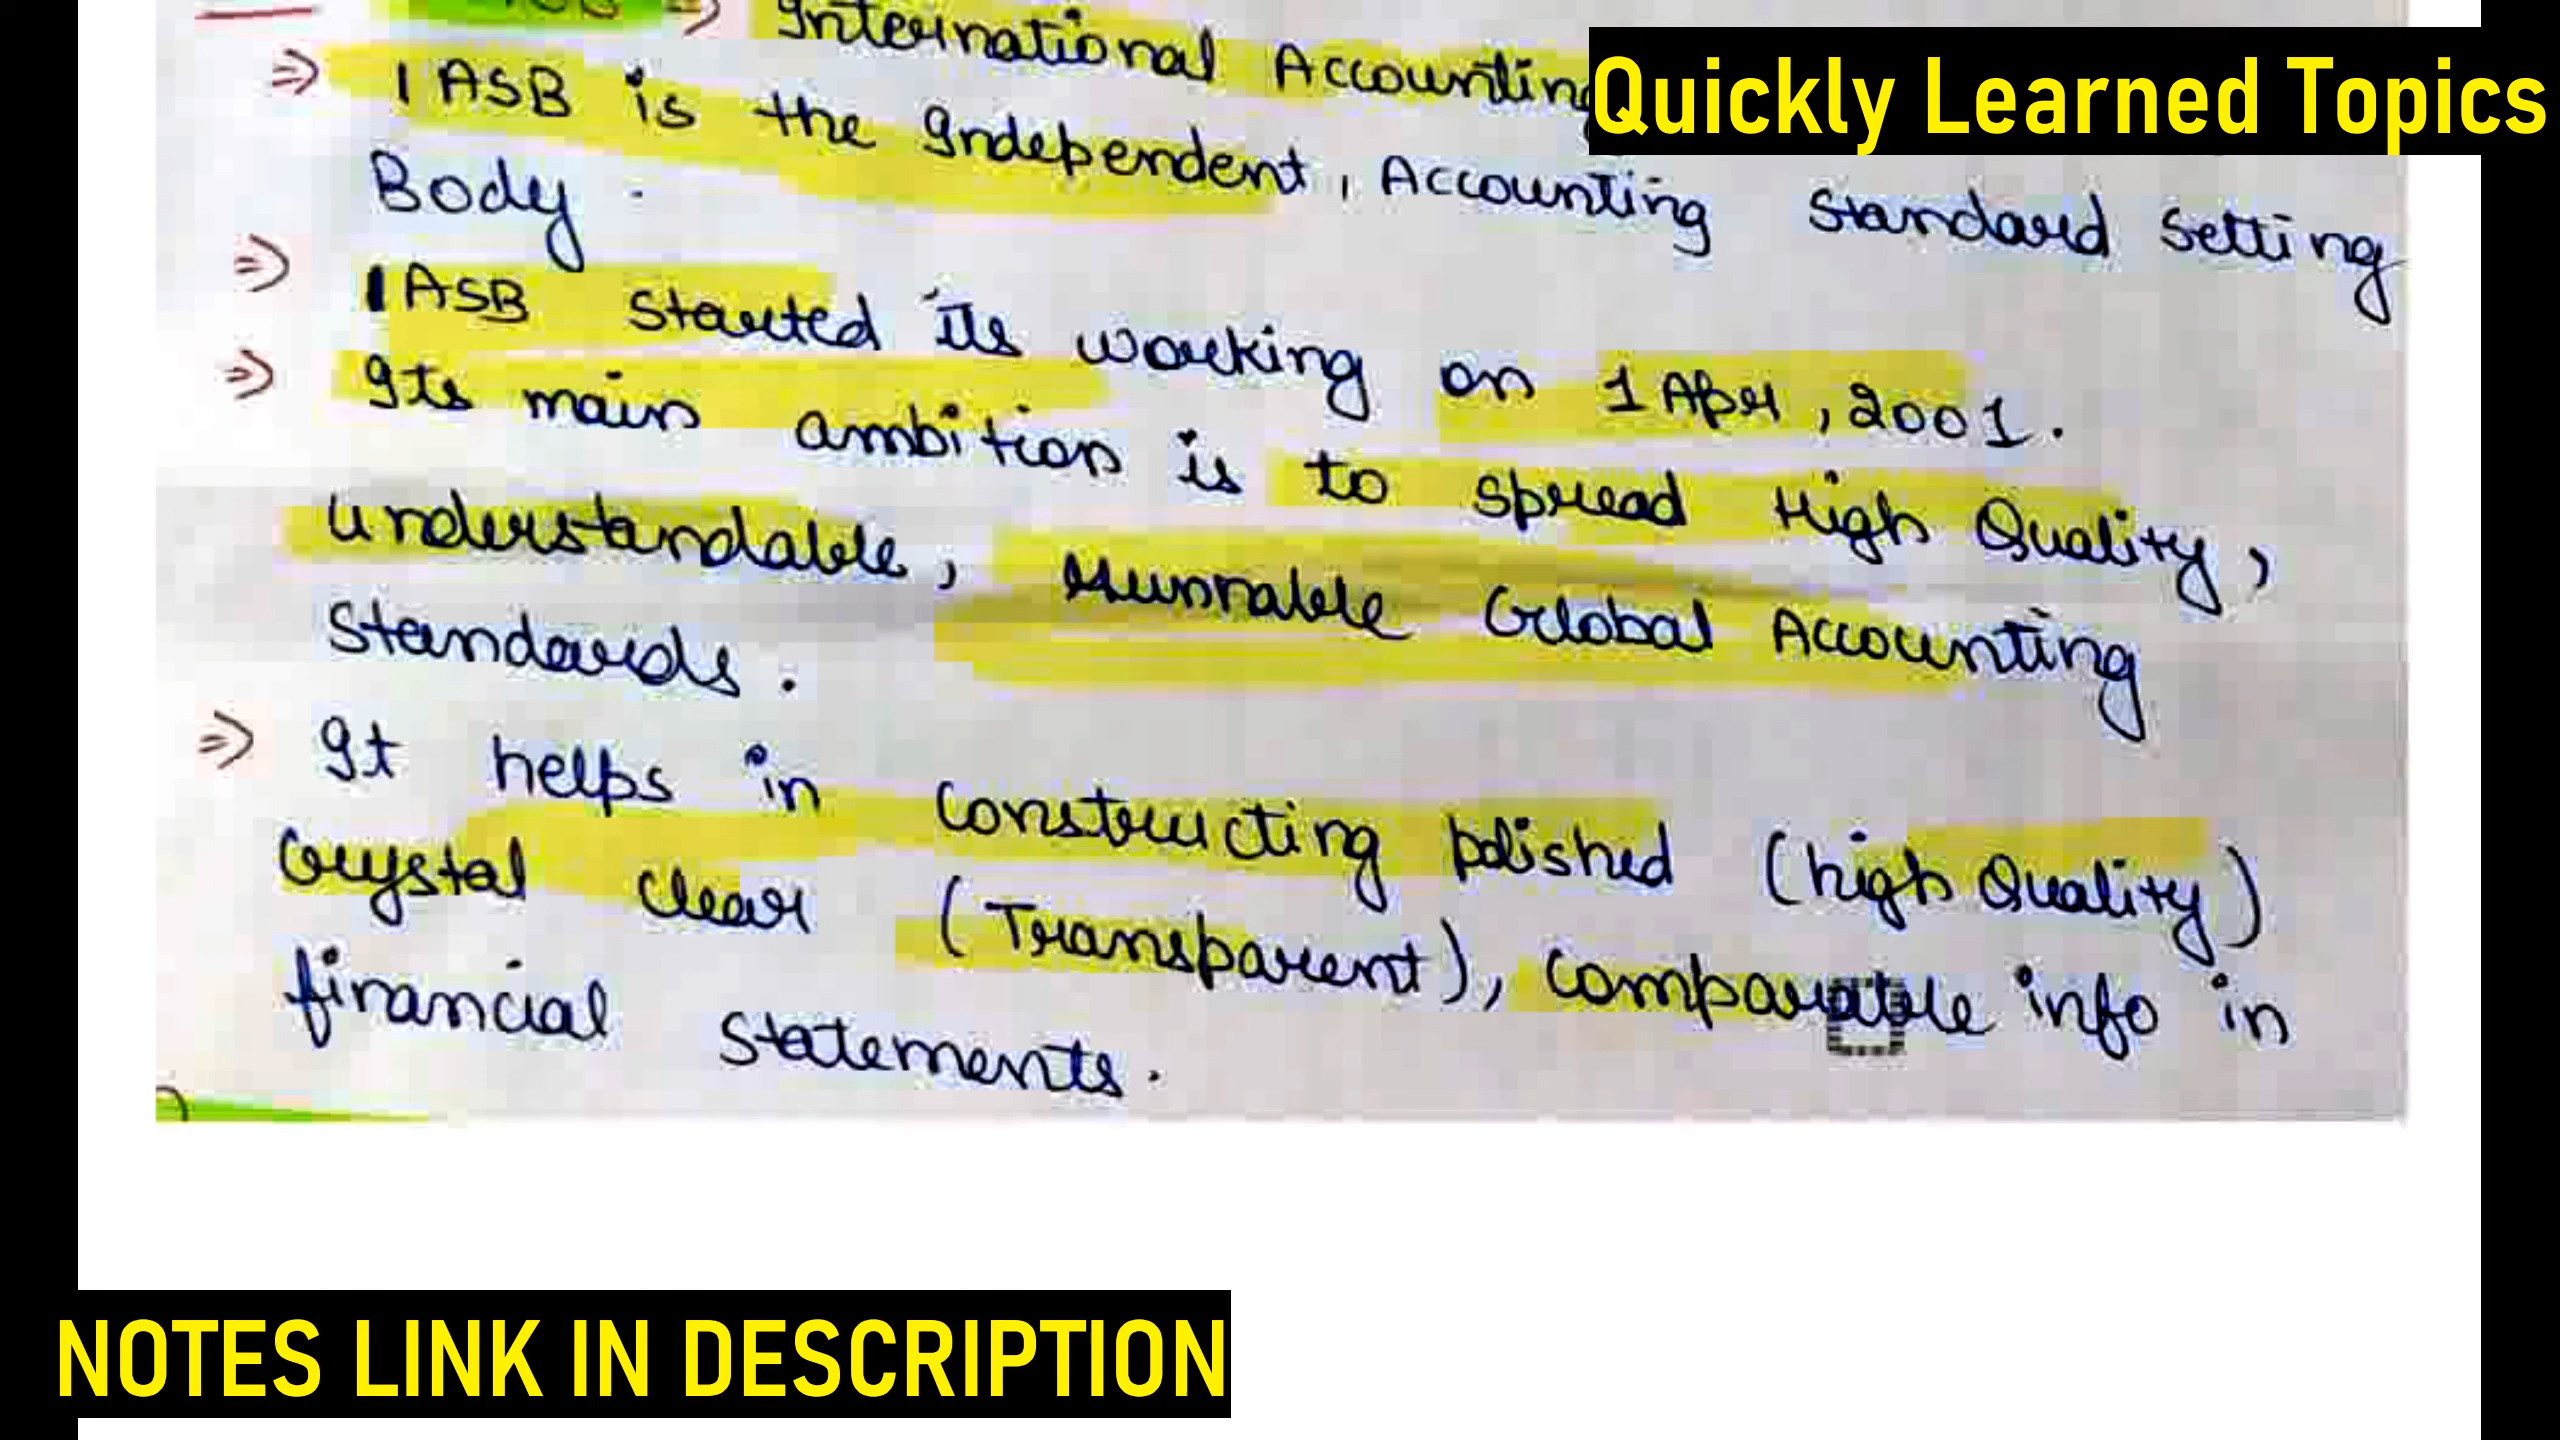 International Accounting
Quickly Learned Topics
⇒ IASB is the Independent, Accounting Standard Setting
Body.
⇒ IASB started its working on 1 Apr, 2001.
⇒ Its main ambition is to spread High Quality,
understandable, runnable Global Accounting
Standards.
⇒ It helps in constructing polished (high Quality)
Crystal clear (Transparent), comparable info in
financial statements.
NOTES LINK IN DESCRIPTION